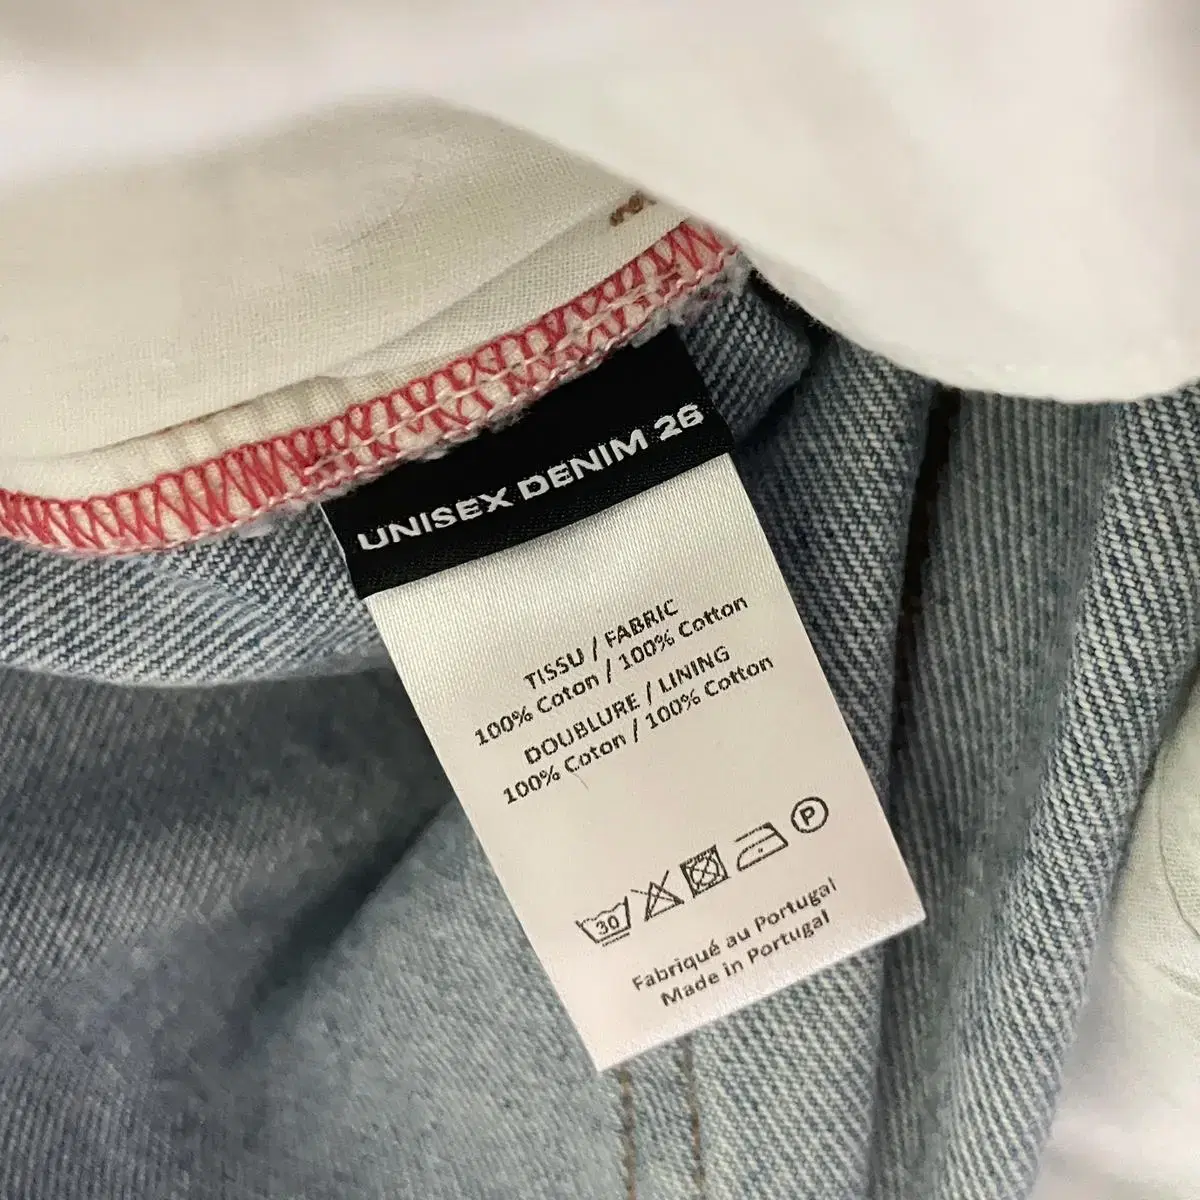 UNISEX DENIM 26
TISSU / FABRIC
100% Coton / 100% Cotton
DOUBLURE / LINING
100% Coton / 100% Cotton
30
P
Fabriqué au Portugal
Made in Portugal